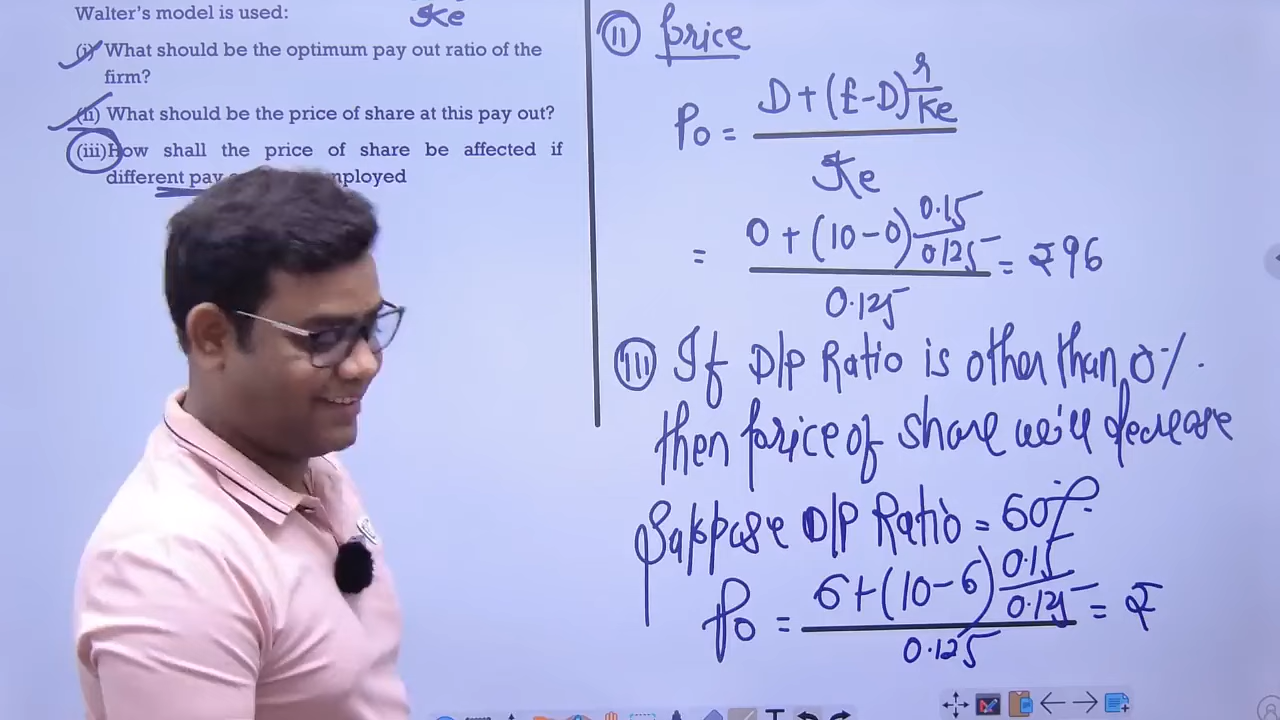 Walter's model is used:
Ke
(i) What should be the optimum pay out ratio of the
firm?
(ii) What should be the price of share at this pay out?
(iii) How shall the price of share be affected if
different pay employed
(II) Price
P0 = D + (E-D) r/Ke
Ke
= 0 + (10-0) 0.15/0.125 = ₹96
0.125
(III) If D/P Ratio is other than 0%.
then price of share will decrease
Suppose D/P Ratio = 60%
P0 = 6+(10-6) 0.15/0.125 = ₹
0.125
T